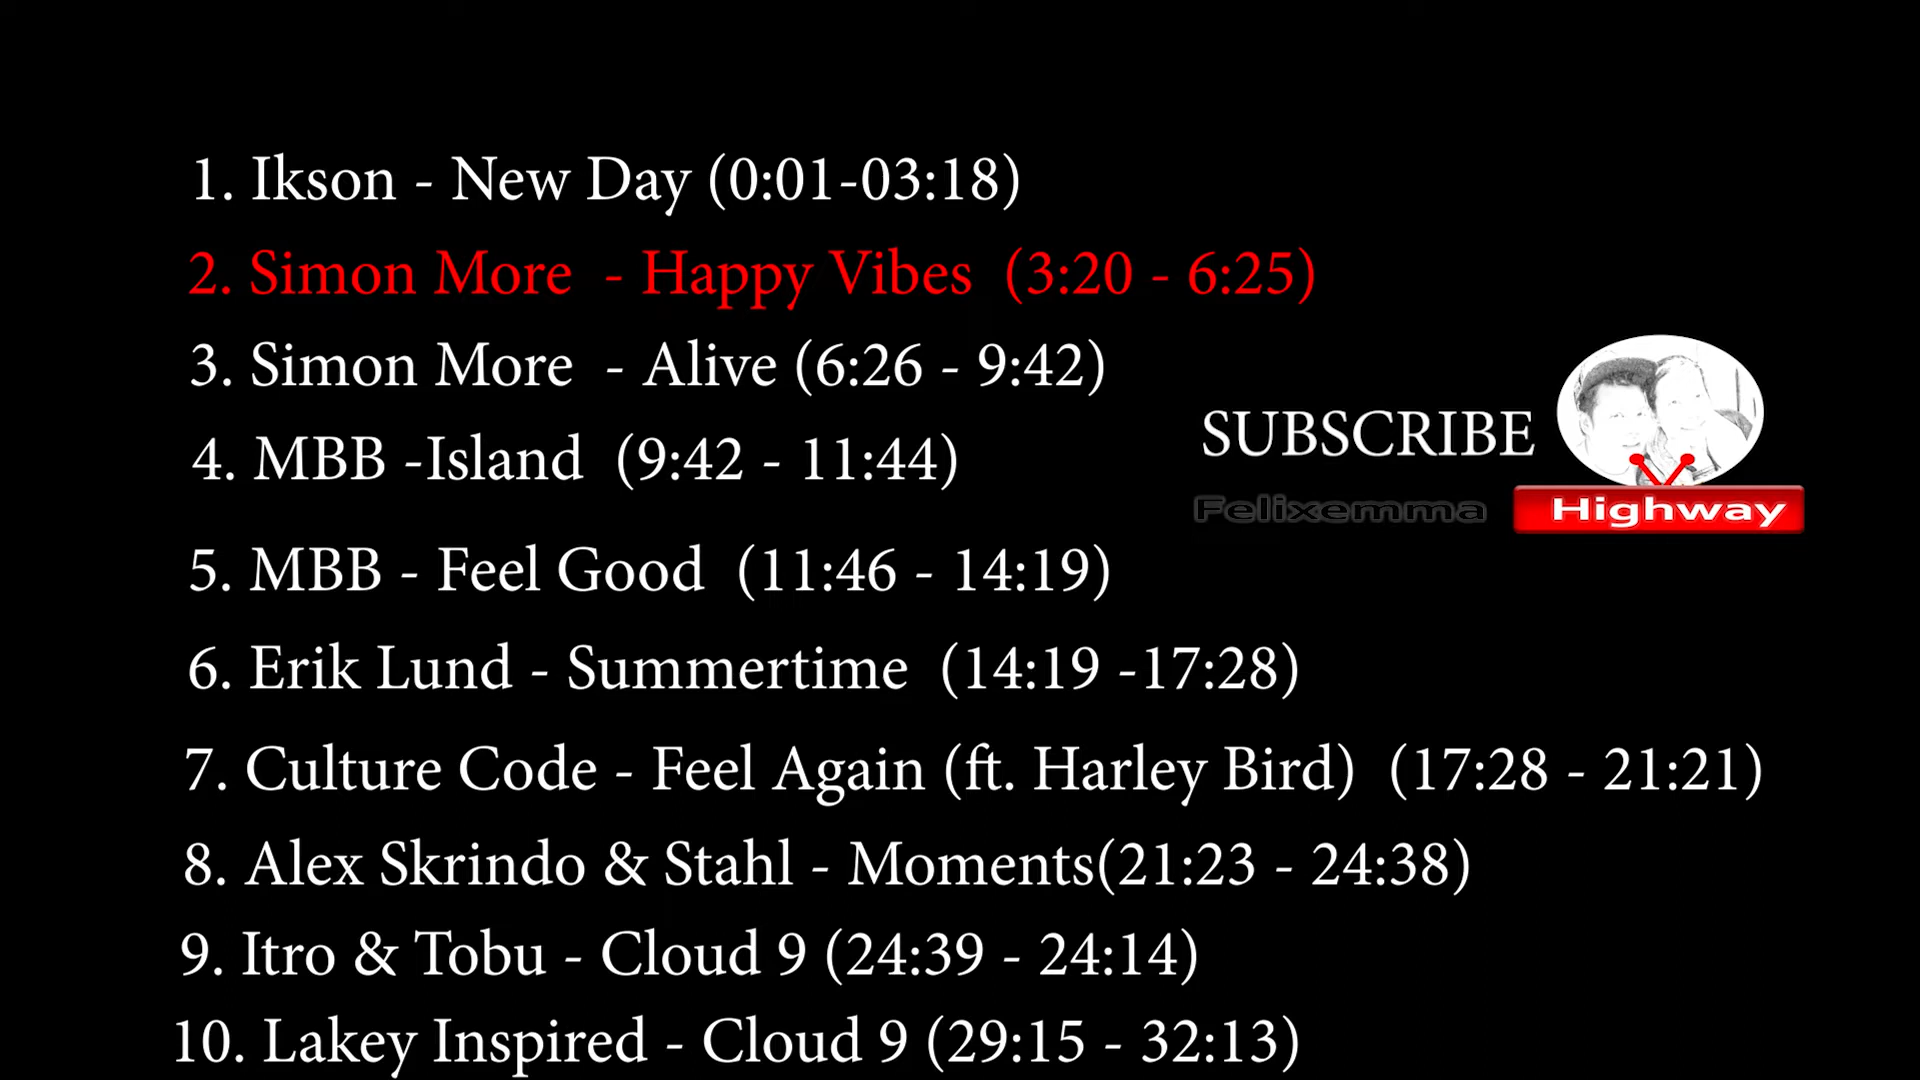 1. Ikson - New Day (0:01-03:18)
2. Simon More - Happy Vibes (3:20 - 6:25)
3. Simon More - Alive (6:26 - 9:42)
SUBSCRIBE
4. MBB -Island (9:42 - 11:44)
Felixemma Highway
5. MBB - Feel Good (11:46 - 14:19)
6. Erik Lund - Summertime (14:19 -17:28)
7. Culture Code - Feel Again (ft. Harley Bird) (17:28 - 21:21)
8. Alex Skrindo & Stahl - Moments(21:23 - 24:38)
9. Itro & Tobu - Cloud 9 (24:39 - 24:14)
10. Lakey Inspired - Cloud 9 (29:15 - 32:13)